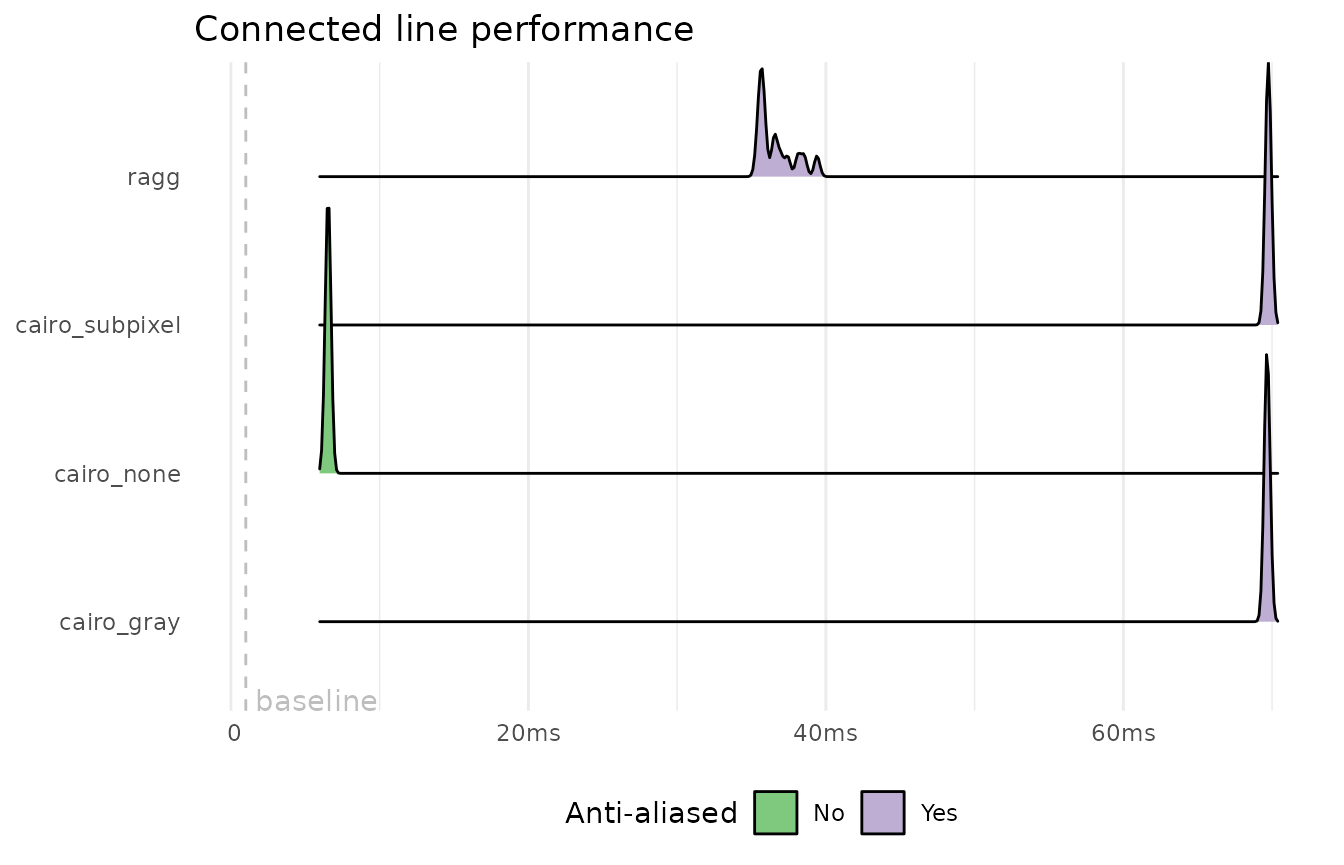 Connected line performance
ragg
cairo_subpixel
cairo_none
cairo_gray
baseline
0 20ms 40ms 60ms
Anti-aliased No Yes